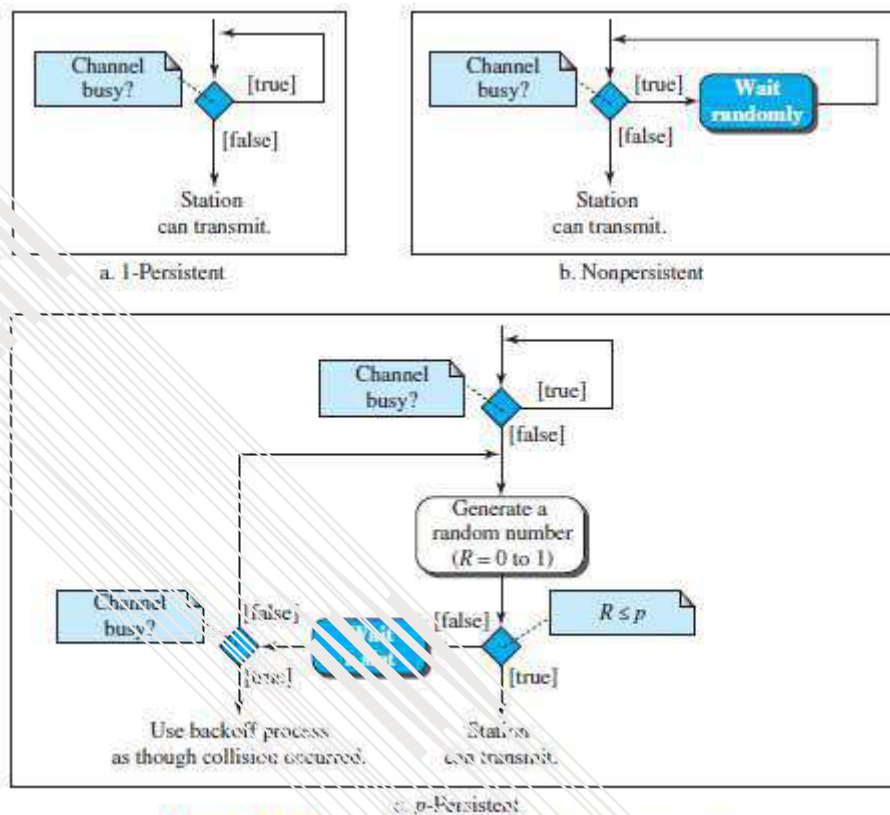 Channel
busy?
[true]
[false]
Station
can transmit.
a. 1-Persistent
Channel
busy?
[true]
Wait
randomly
[false]
Station
can transmit.
b. Nonpersistent
Channel
busy?
[true]
[false]
Generate a
random number
(R = 0 to 1)
Channel
busy?
[false]
Wait
[false]
R ≤ p
[true]
[true]
Use backoff process
as though collision occurred.
Station
can transmit.
c. p-Persistent